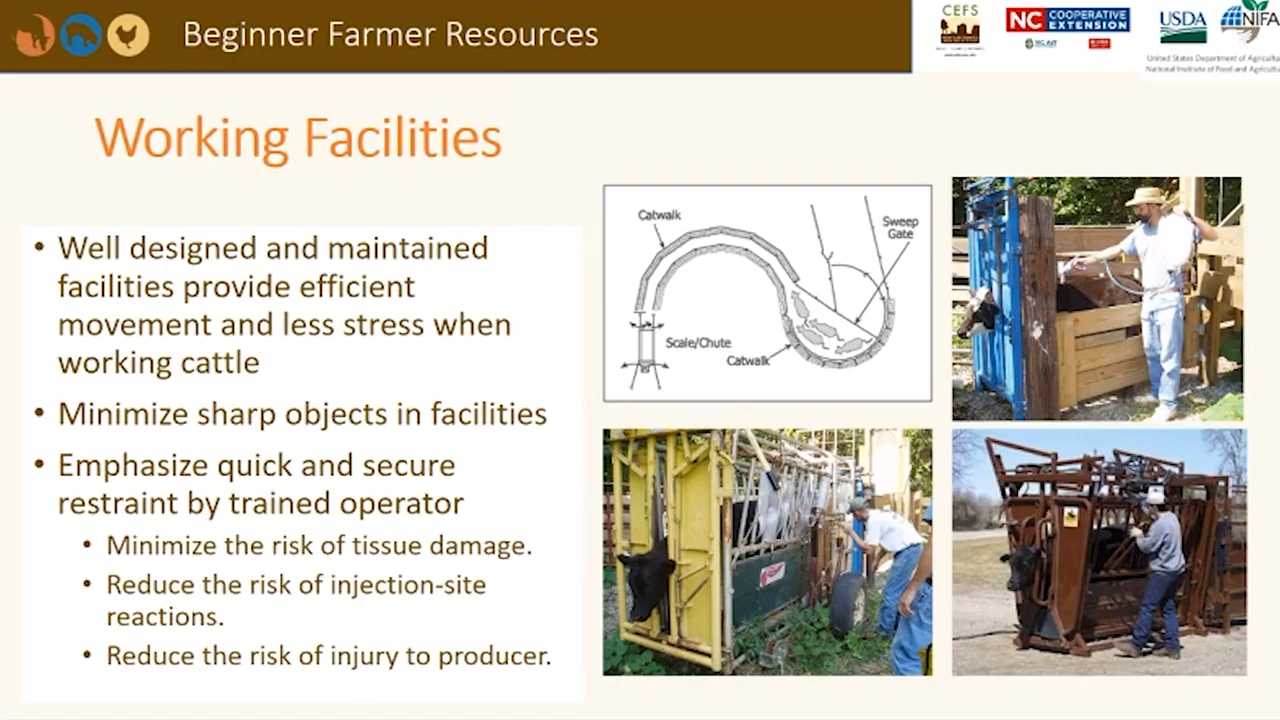 Beginner Farmer Resources
CEFS
NC COOPERATIVE
EXTENSION
USDA
NIFA
United States Department of Agricultu
National Institute of Food and Agricultu
Working Facilities
• Well designed and maintained
facilities provide efficient
movement and less stress when
working cattle
• Minimize sharp objects in facilities
• Emphasize quick and secure
restraint by trained operator
• Minimize the risk of tissue damage.
• Reduce the risk of injection-site
reactions.
• Reduce the risk of injury to producer.
Catwalk
Sweep
Gate
Scale/Chute
Catwalk